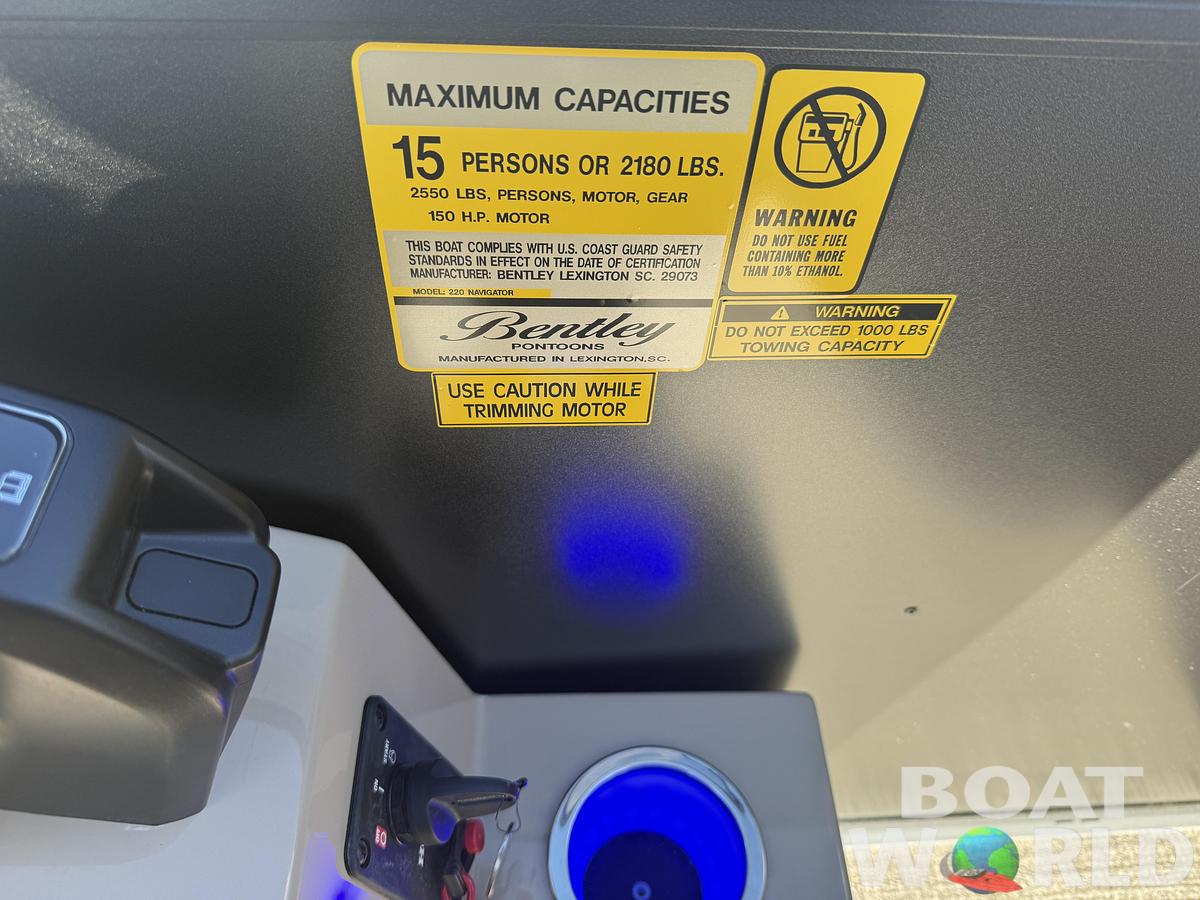 MAXIMUM CAPACITIES
15 PERSONS OR 2180 LBS.
2550 LBS, PERSONS, MOTOR, GEAR
150 H.P. MOTOR
THIS BOAT COMPLIES WITH U.S. COAST GUARD SAFETY
STANDARDS IN EFFECT ON THE DATE OF CERTIFICATION
MANUFACTURER: BENTLEY LEXINGTON SC. 29073
MODEL: 220 NAVIGATOR
Bentley
PONTOONS
MANUFACTURED IN LEXINGTON,SC.
WARNING
DO NOT USE FUEL
CONTAINING MORE
THAN 10% ETHANOL.
WARNING
DO NOT EXCEED 1000 LBS
TOWING CAPACITY
USE CAUTION WHILE
TRIMMING MOTOR
START
ON
OFF
BOAT
WORLD